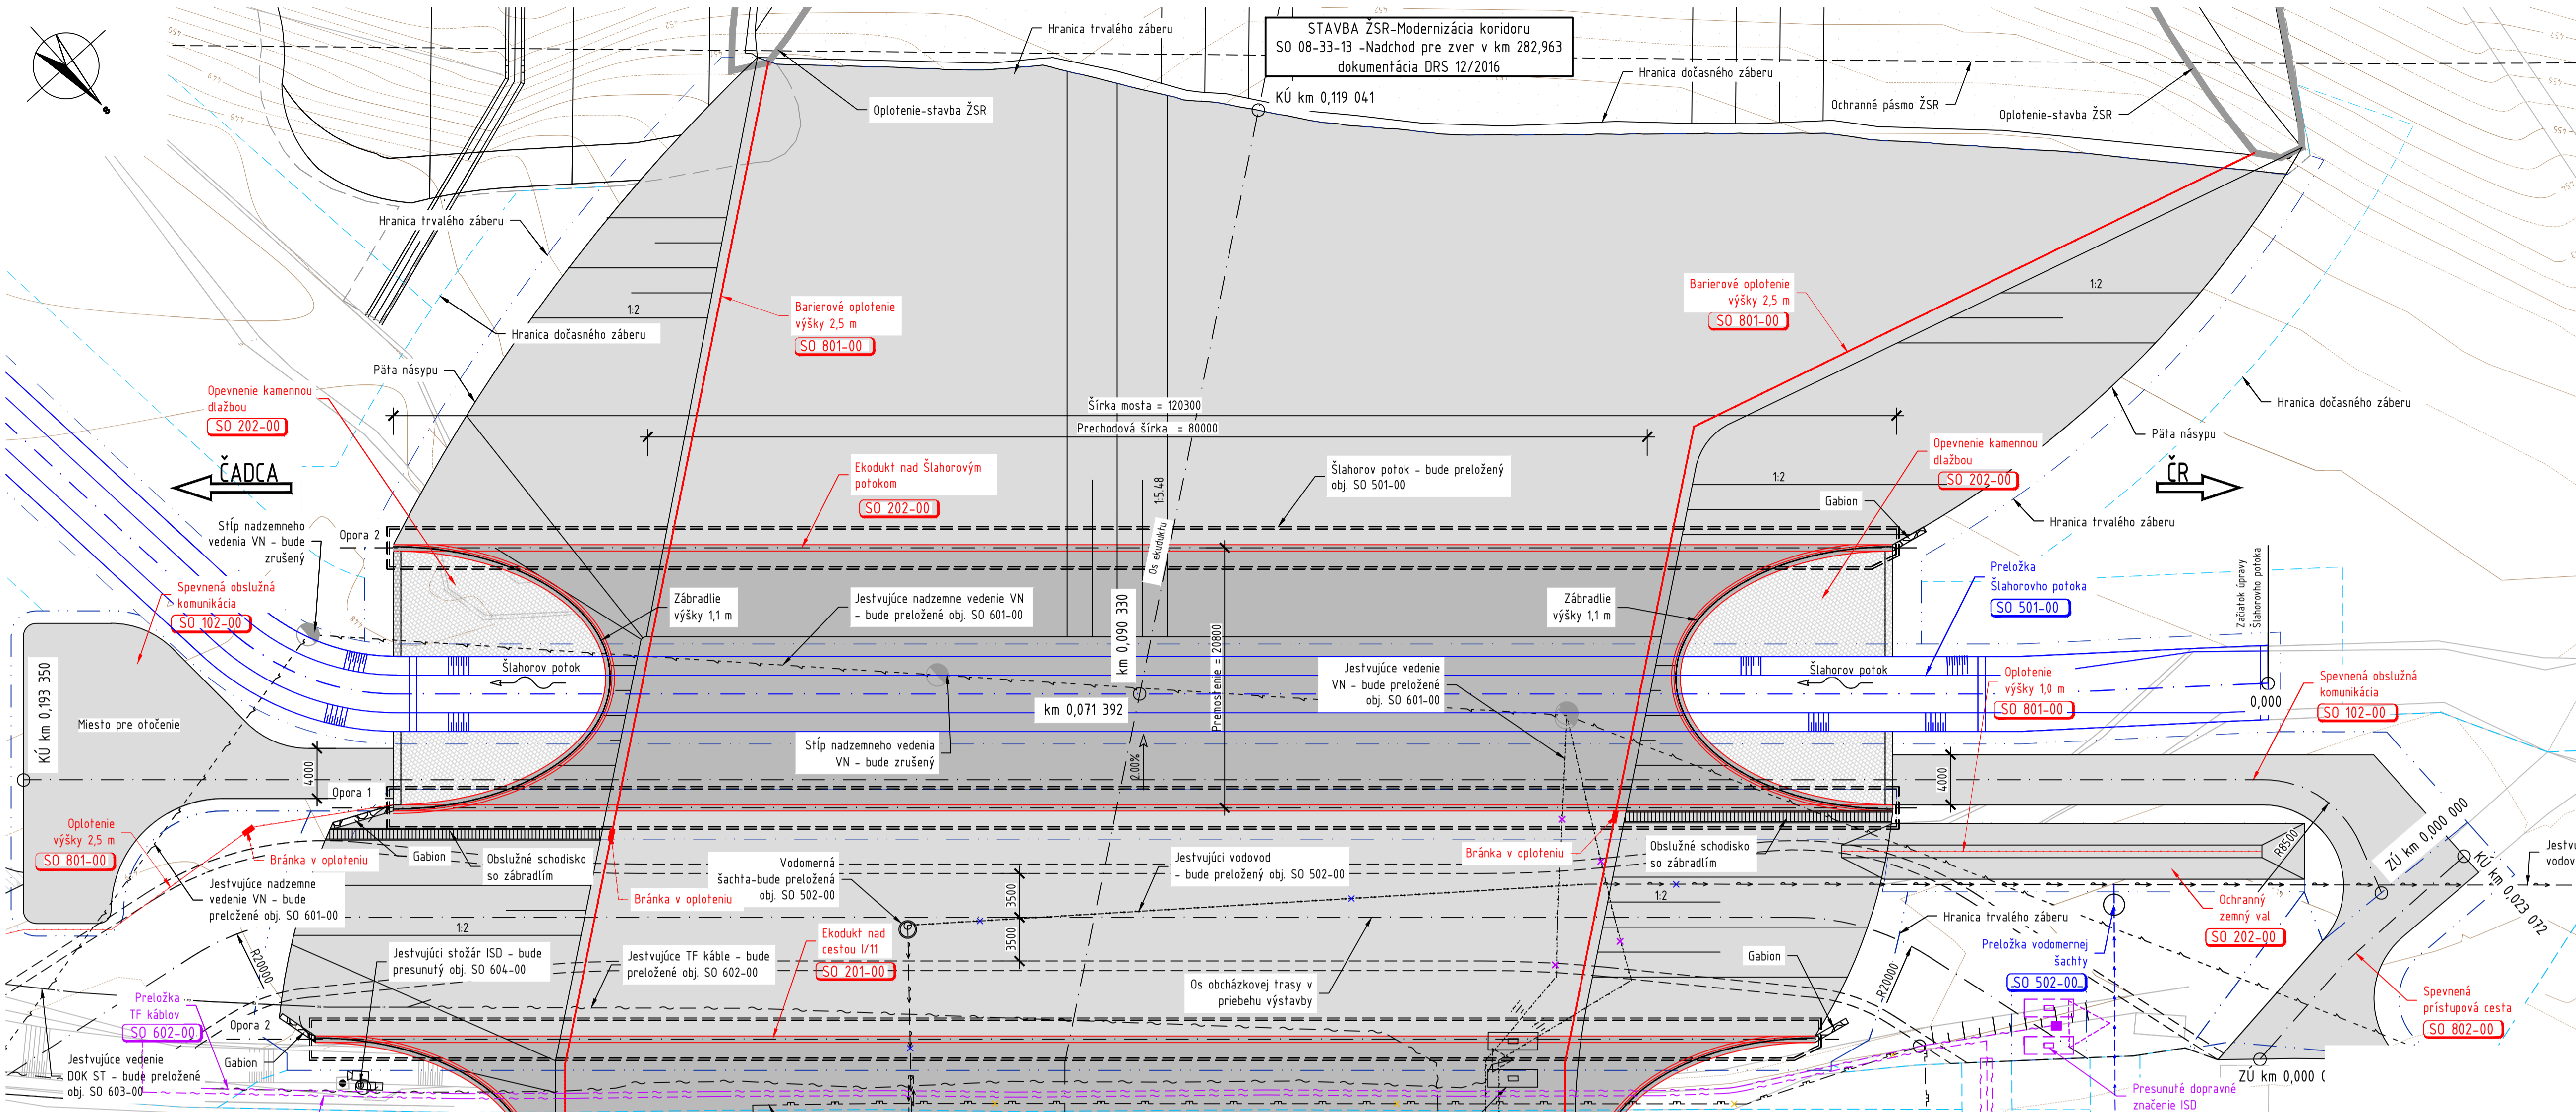 STAVBA ŽSR-Modernizácia koridoru
SO 08-33-13 -Nadchod pre zver v km 282,963
dokumentácia DRS 12/2016
KÚ km 0,119 041
Hranica trvalého záberu
Hranica dočasného záberu
Ochranné pásmo ŽSR
Oplotenie-stavba ŽSR
Oplotenie-stavba ŽSR
Hranica trvalého záberu
Hranica dočasného záberu
Päta násypu
1:2
Barierové oplotenie
výšky 2,5 m
SO 801-00
Barierové oplotenie
výšky 2,5 m
SO 801-00
1:2
Hranica dočasného záberu
Päta násypu
Opevnenie kamennou
dlažbou
SO 202-00
Šírka mosta = 120300
Prechodová šírka = 80000
ČADCA
ČR
Ekodukt nad Šlahorovým
potokom
SO 202-00
Šlahorov potok - bude preložený
obj. SO 501-00
1:5.48
Os ekuduktu
1:2
Opevnenie kamennou
dlažbou
SO 202-00
Gabion
Hranica trvalého záberu
Stĺp nadzemneho
vedenia VN - bude
zrušený
Opora 2
Spevnená obslužná
komunikácia
SO 102-00
Zábradlie
výšky 1,1 m
Jestvujúce nadzemne vedenie VN
- bude preložené obj. SO 601-00
km 0,090 330
Zábradlie
výšky 1,1 m
Preložka
Šlahorovho potoka
SO 501-00
Začiatok úpravy
Šlahorovho potoka
KÚ km 0,193 350
Miesto pre otočenie
Šlahorov potok
km 0,071 392
Premostenie = 20800
Jestvujúce vedenie
VN - bude preložené
obj. SO 601-00
Šlahorov potok
Oplotenie
výšky 1,0 m
SO 801-00
0,000
Spevnená obslužná
komunikácia
SO 102-00
Stĺp nadzemneho vedenia
VN - bude zrušený
2.00%
4000
4000
Opora 1
Oplotenie
výšky 2,5 m
SO 801-00
Bránka v oploteniu
Gabion
Obslužné schodisko
so zábradlím
Vodomerná
šachta-bude preložená
obj. SO 502-00
Bránka v oploteniu
Jestvujúci vodovod
- bude preložený obj. SO 502-00
Bránka v oploteniu
Obslužné schodisko
so zábradlím
R8500
ZÚ km 0,000 000
KÚ km 0,023 072
Jestvujúce nadzemne
vedenie VN - bude
preložené obj. SO 601-00
3500
3500
1:2
1:2
Hranica trvalého záberu
Ochranný
zemný val
SO 202-00
R20000
Jestvujúci stožár ISD - bude
presunutý obj. SO 604-00
Jestvujúce TF káble - bude
preložené obj. SO 602-00
Ekodukt nad
cestou I/11
SO 201-00
Os obcházkovej trasy v
priebehu výstavby
Gabion
R20000
Preložka vodomernej
šachty
SO 502-00
Spevnená
prístupová cesta
SO 802-00
Preložka
TF káblov
SO 602-00
Opora 2
Gabion
Jestvujúce vedenie
DOK ST - bude preložené
obj. SO 603-00
ZÚ km 0,000
Presunuté dopravné
značenie ISD